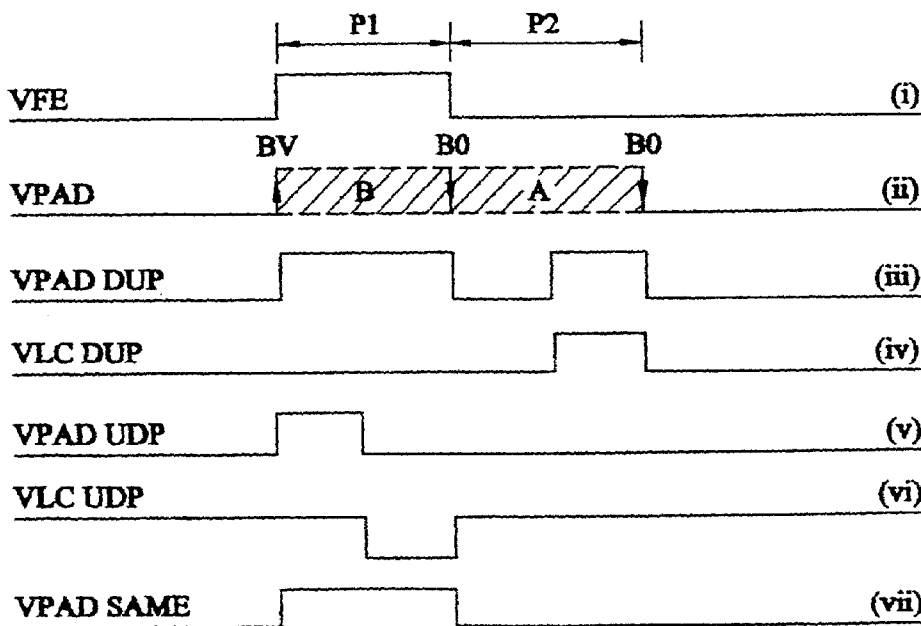 P1 P2
VFE (i)
BV B0 B0
VPAD B A (ii)
VPAD DUP (iii)
VLC DUP (iv)
VPAD UDP (v)
VLC UDP (vi)
VPAD SAME (vii)